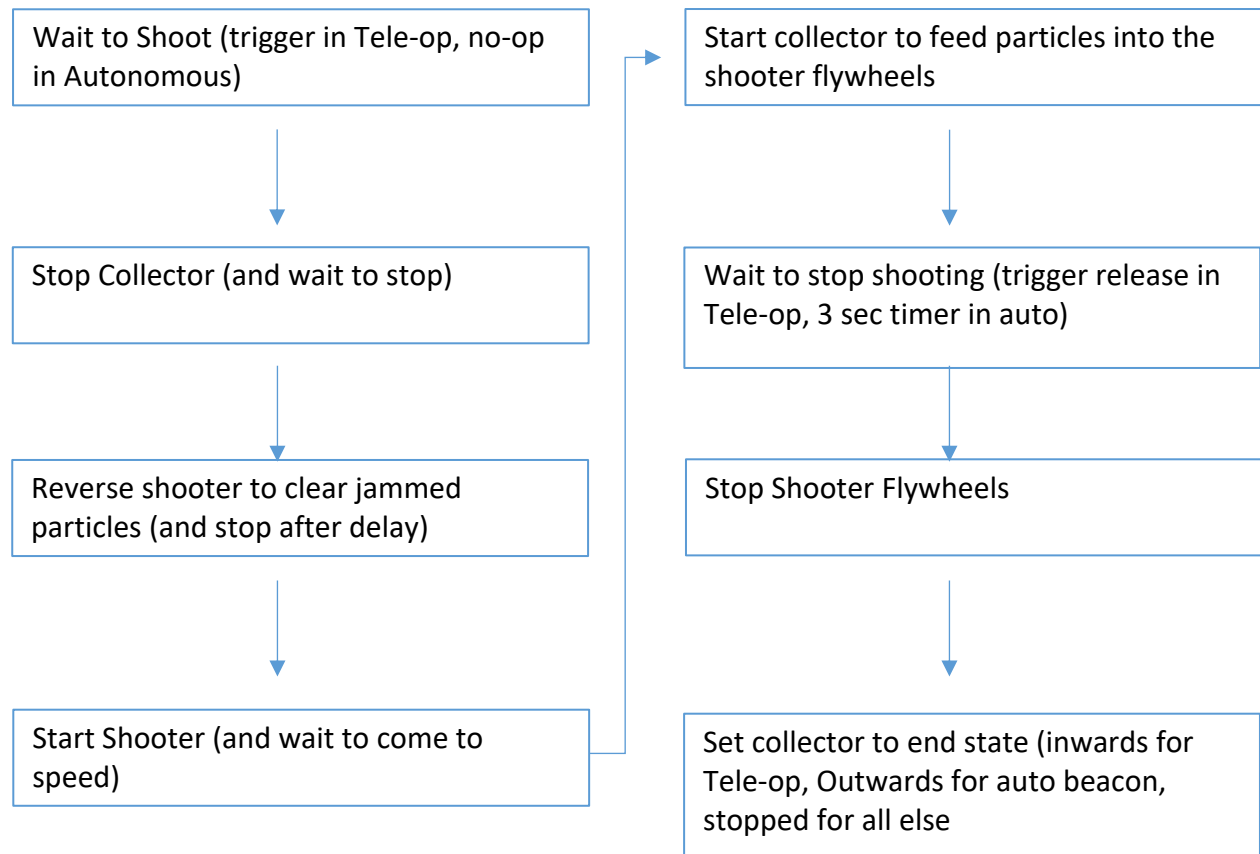 Wait to Shoot (trigger in Tele-op, no-op
in Autonomous)
Stop Collector (and wait to stop)
Reverse shooter to clear jammed
particles (and stop after delay)
Start Shooter (and wait to come to
speed)
Start collector to feed particles into the
shooter flywheels
Wait to stop shooting (trigger release in
Tele-op, 3 sec timer in auto)
Stop Shooter Flywheels
Set collector to end state (inwards for
Tele-op, Outwards for auto beacon,
stopped for all else